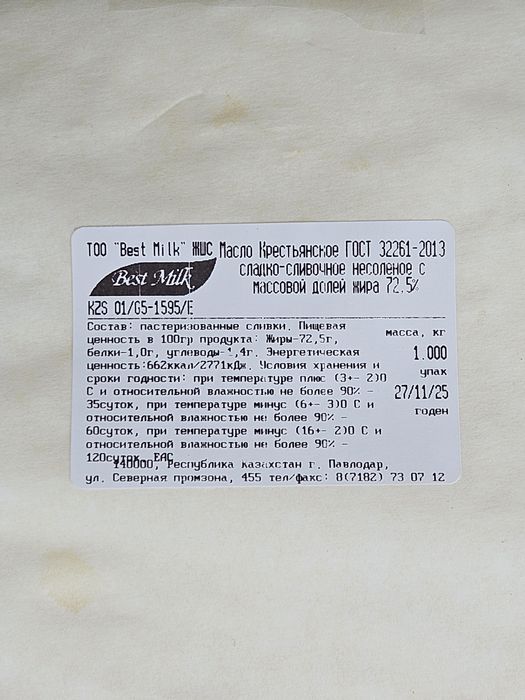 ТОО "Best Milk" ЖШС Масло Крестьянское ГОСТ 32261-2013
сладко-сливочное несоленое с
массовой долей жира 72,5%
Best Milk
KZS 01/G5-1595/E
Состав: пастеризованные сливки. Пищевая
ценность в 100гр продукта: Жиры-72,5г,
белки-1,0г, углеводы-1,4г. Энергетическая
ценность:662ккал/2771кДж. Условия хранения и
сроки годности: при температуре плюс (3+- 2)0
С и относительной влажностью не более 90% -
35суток, при температуре минус (6+- 3)0 С и
относительной влажностью не более 90% -
60суток, при температуре минус (16+- 2)0 С и
относительной влажностью не более 90% -
120суток. ЕАС
масса, кг
1.000
упак
27/11/25
годен
140000, Республика казахстан г. Павлодар,
ул. Северная промзона, 455 тел/факс: 8(7182) 73 07 12